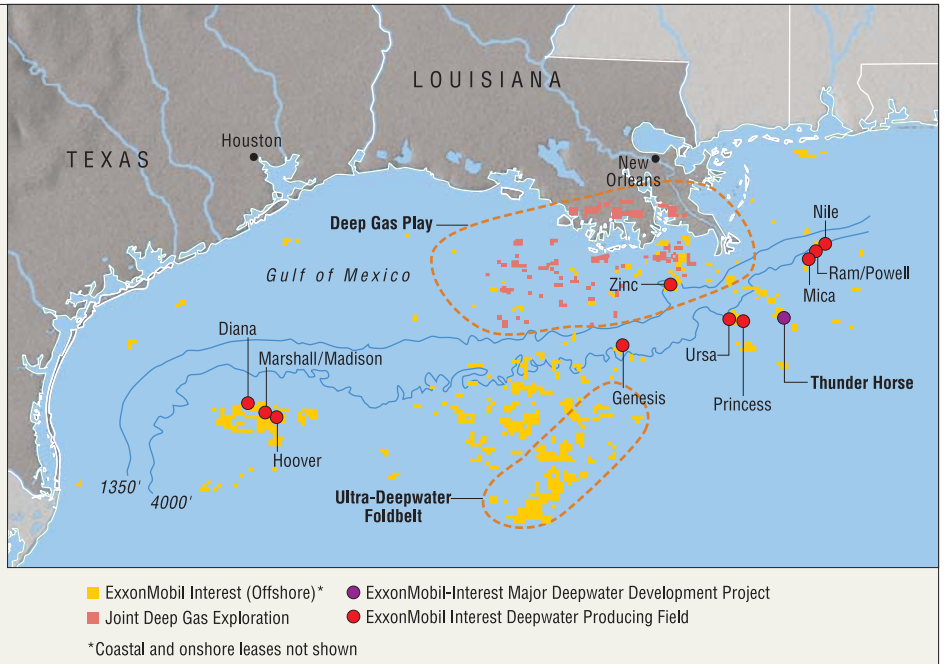 LOUISIANA
Houston
TEXAS
New
Orleans
Deep Gas Play
Nile
Gulf of Mexico
Ram/Powell
Zinc
Mica
Diana
Marshall/Madison
Ursa
Thunder Horse
Genesis
Princess
Hoover
1350'
4000'
Ultra-Deepwater
Foldbelt
ExxonMobil Interest (Offshore)*
ExxonMobil-Interest Major Deepwater Development Project
Joint Deep Gas Exploration
ExxonMobil Interest Deepwater Producing Field
*Coastal and onshore leases not shown